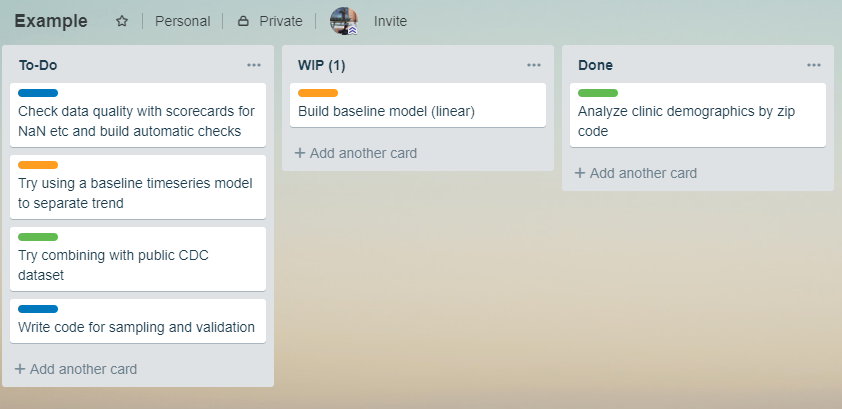 Example
Personal
Private
Invite
To-Do
Check data quality with scorecards for
NaN etc and build automatic checks
Try using a baseline timeseries model
to separate trend
Try combining with public CDC
dataset
Write code for sampling and validation
+ Add another card
WIP (1)
Build baseline model (linear)
+ Add another card
Done
Analyze clinic demographics by zip
code
+ Add another card